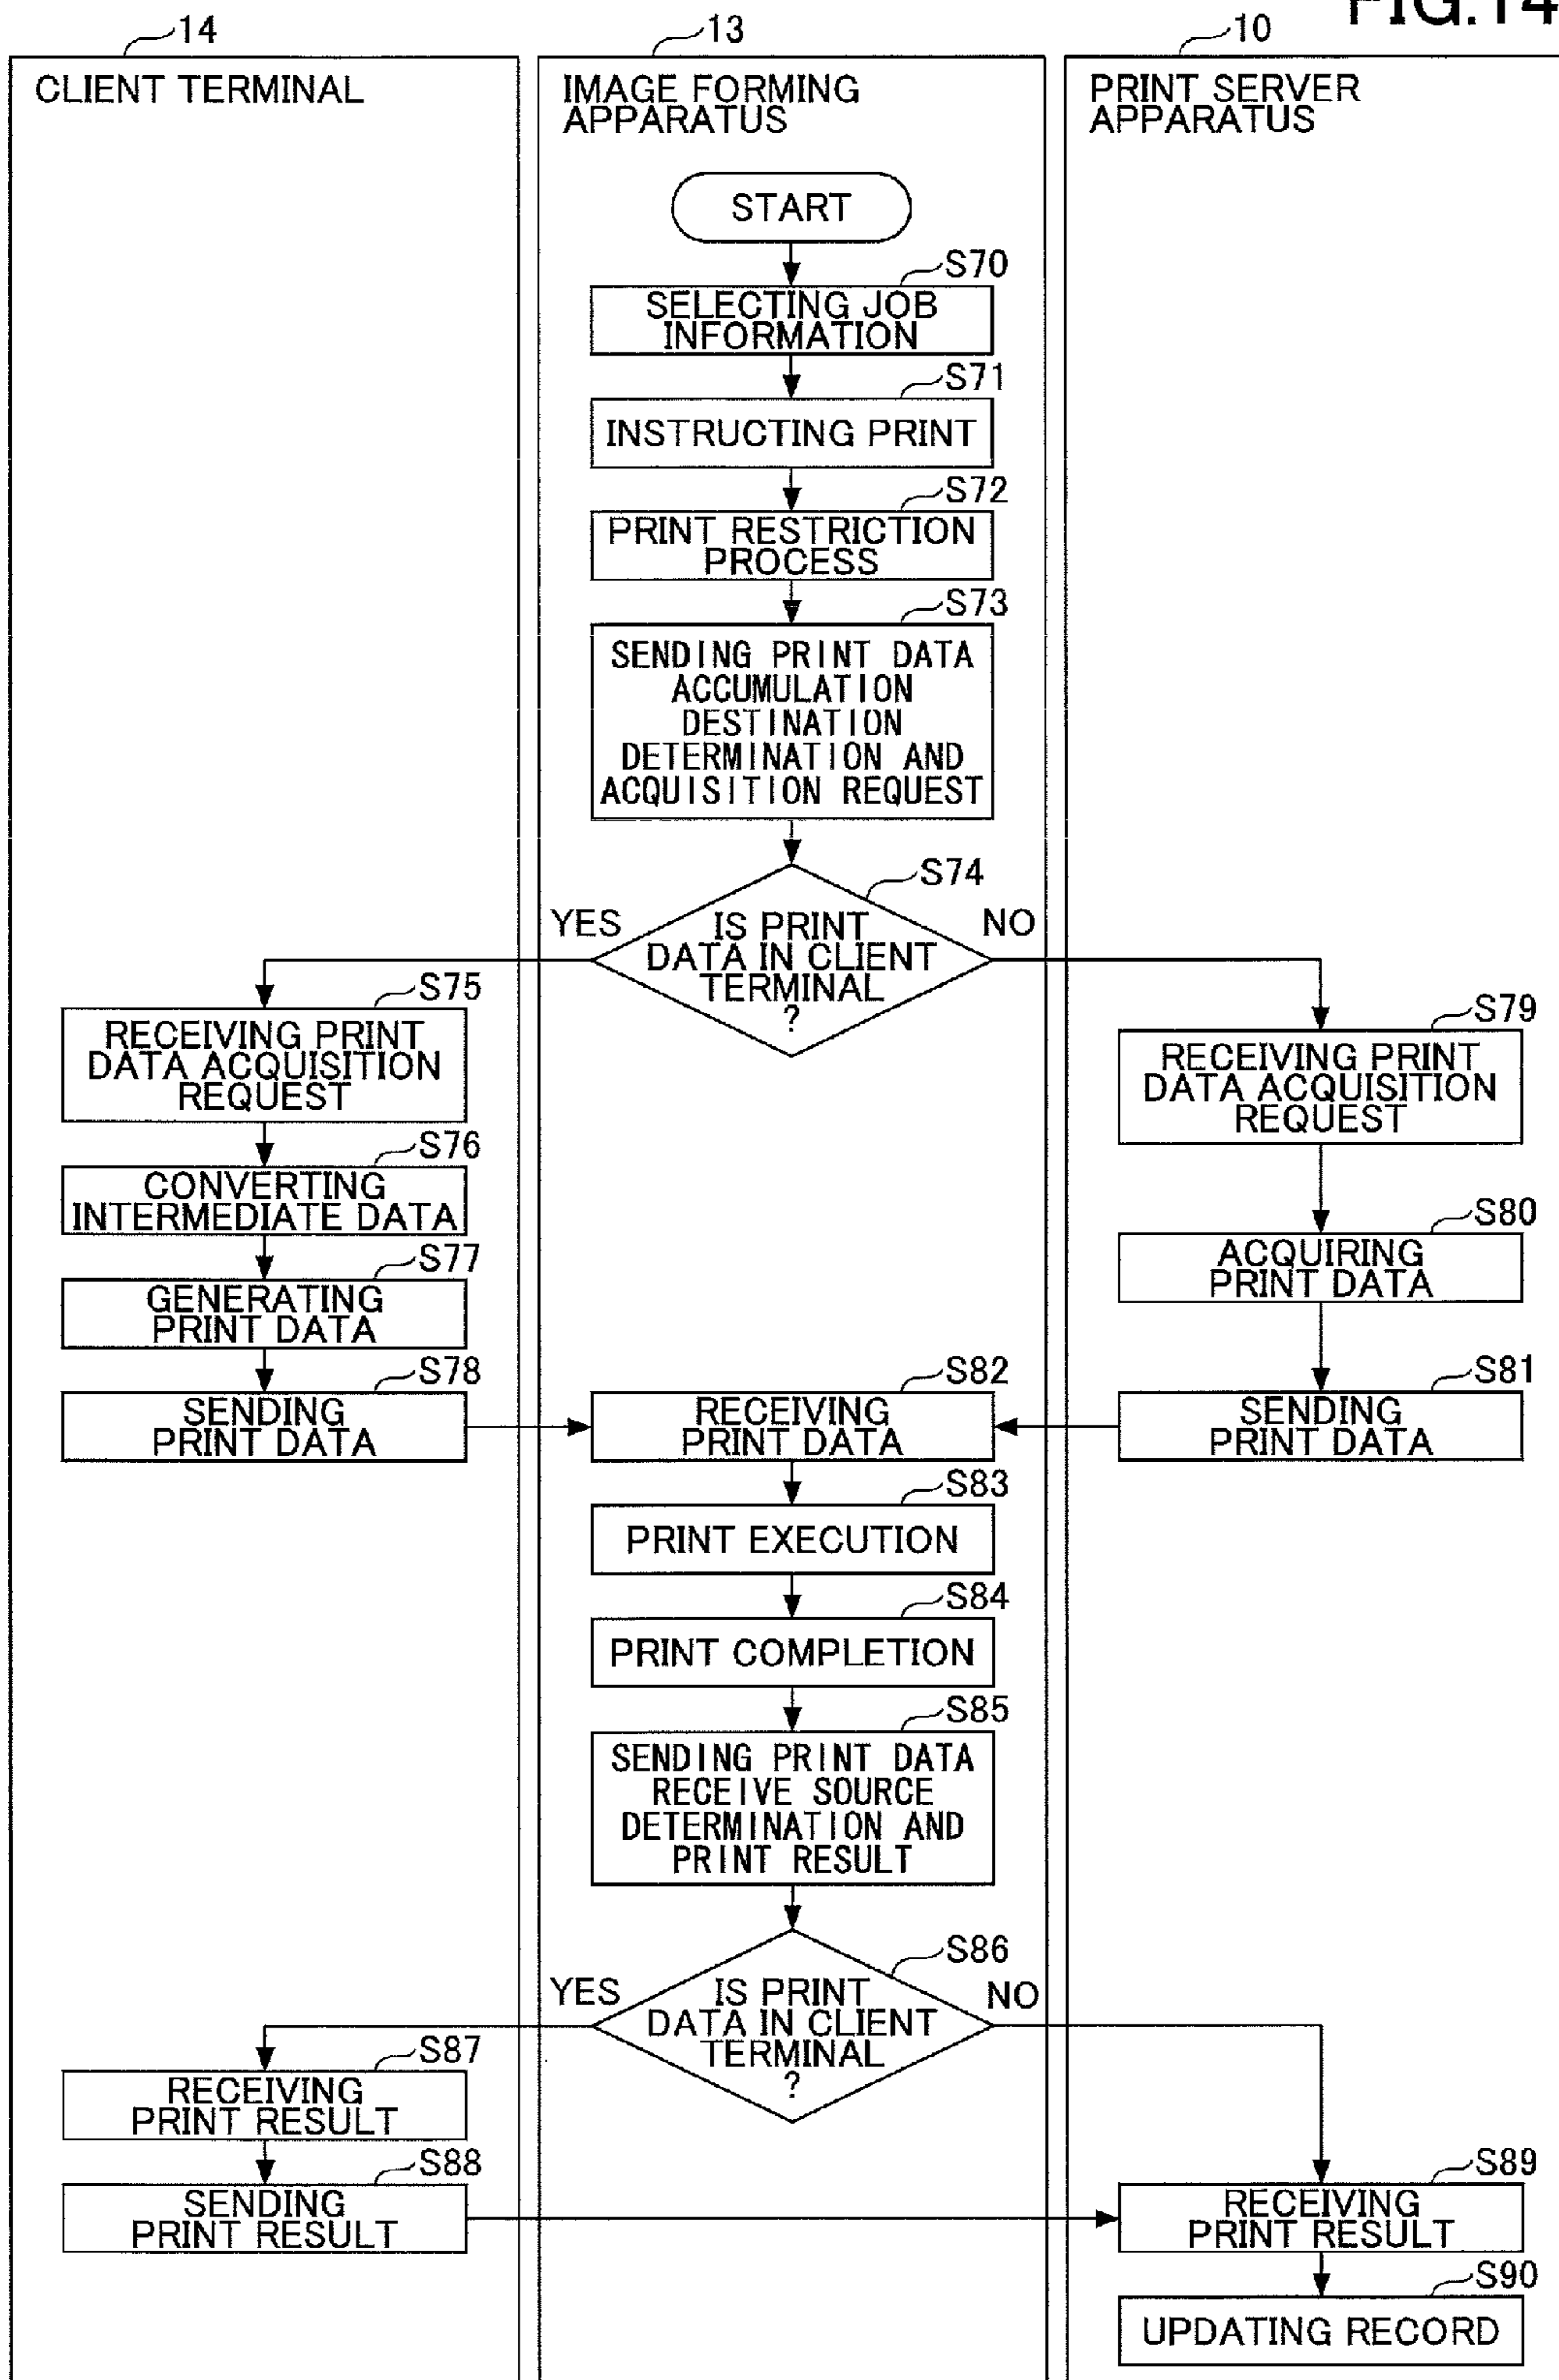 FIG.14
14
13
10
CLIENT TERMINAL
IMAGE FORMING
APPARATUS
PRINT SERVER
APPARATUS
START
S70
SELECTING JOB
INFORMATION
S71
INSTRUCTING PRINT
S72
PRINT RESTRICTION
PROCESS
S73
SENDING PRINT DATA
ACCUMULATION
DESTINATION
DETERMINATION AND
ACQUISITION REQUEST
S74
YES
IS PRINT
DATA IN CLIENT
TERMINAL
?
NO
S75
RECEIVING PRINT
DATA ACQUISITION
REQUEST
S76
CONVERTING
INTERMEDIATE DATA
S77
GENERATING
PRINT DATA
S78
SENDING
PRINT DATA
S79
RECEIVING PRINT
DATA ACQUISITION
REQUEST
S80
ACQUIRING
PRINT DATA
S81
SENDING
PRINT DATA
S82
RECEIVING
PRINT DATA
S83
PRINT EXECUTION
S84
PRINT COMPLETION
S85
SENDING PRINT DATA
RECEIVE SOURCE
DETERMINATION AND
PRINT RESULT
S86
YES
IS PRINT
DATA IN CLIENT
TERMINAL
?
NO
S87
RECEIVING
PRINT RESULT
S88
SENDING
PRINT RESULT
S89
RECEIVING
PRINT RESULT
S90
UPDATING RECORD